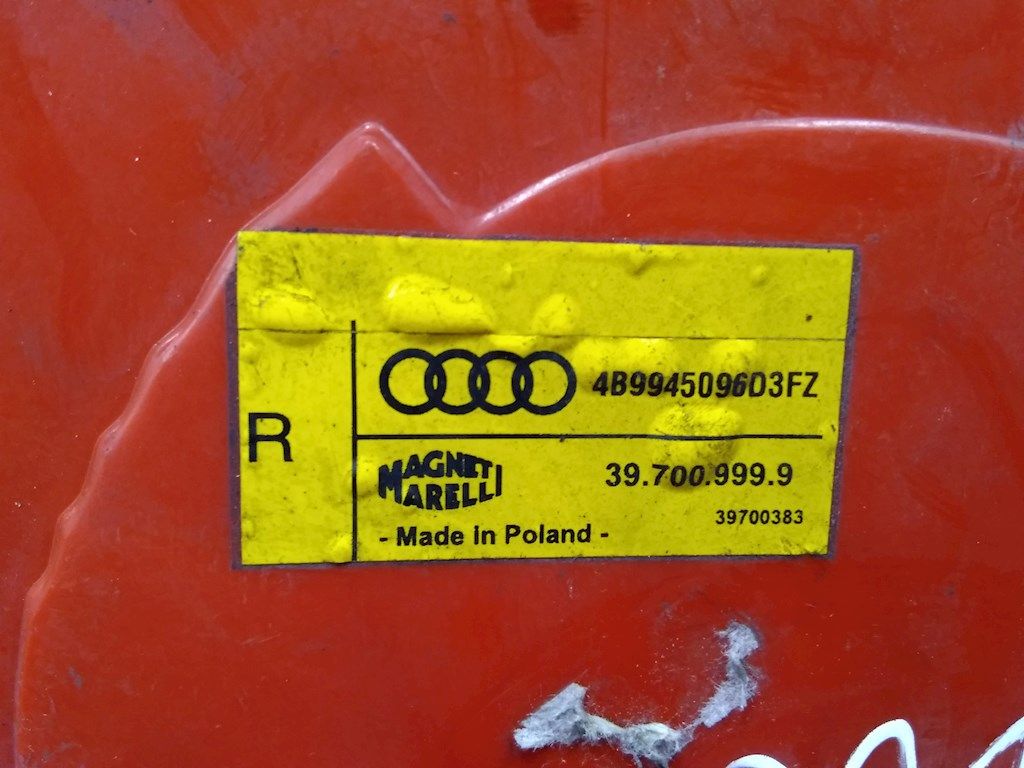 R
4B9945096D3FZ
MAGNETI
MARELLI
39.700.999.9
39700383
- Made in Poland -